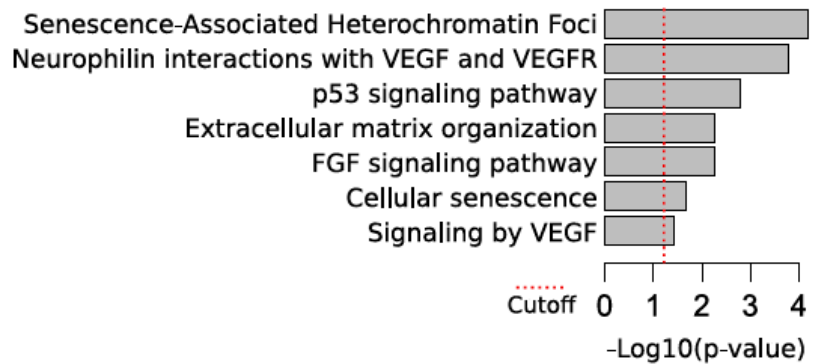 Senescence-Associated Heterochromatin Foci
Neurophilin interactions with VEGF and VEGFR
p53 signaling pathway
Extracellular matrix organization
FGF signaling pathway
Cellular senescence
Signaling by VEGF
Cutoff 0 1 2 3 4
-Log10(p-value)